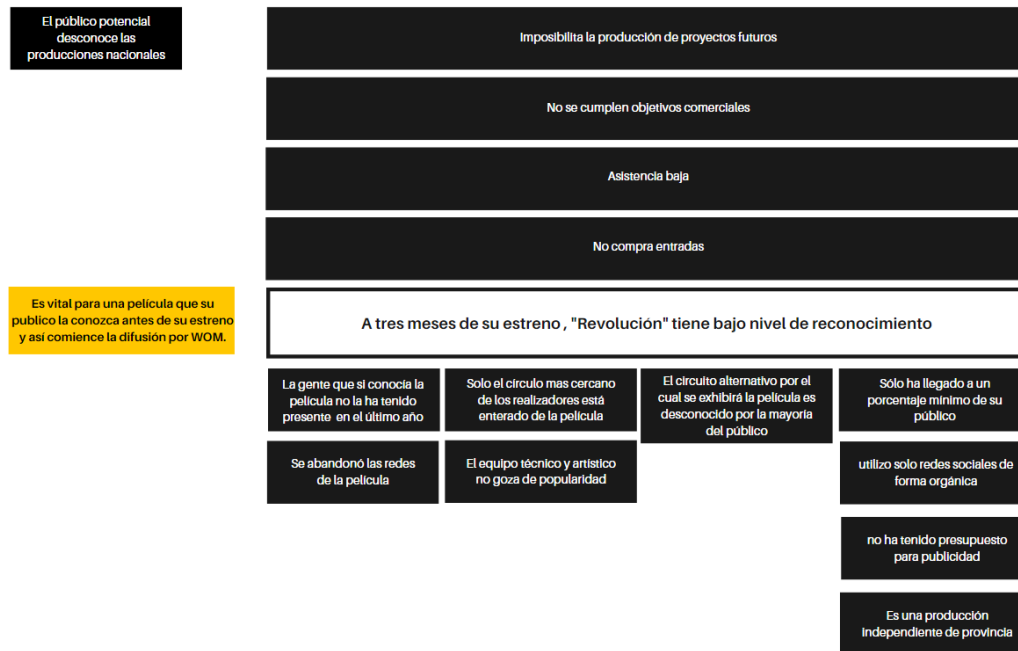 El público potencial
desconoce las
producciones nacionales
Imposibilita la producción de proyectos futuros
No se cumplen objetivos comerciales
Asistencia baja
No compra entradas
Es vital para una película que su
publico la conozca antes de su estreno
y así comience la difusión por WOM.
A tres meses de su estreno , "Revolución" tiene bajo nivel de reconocimiento
La gente que si conocía la
película no la ha tenido
presente en el último año
Solo el círculo mas cercano
de los realizadores está
enterado de la película
El circuito alternativo por el
cual se exhibirá la película es
desconocido por la mayoría
del público
Sólo ha llegado a un
porcentaje mínimo de su
público
Se abandonó las redes
de la película
El equipo técnico y artístico
no goza de popularidad
utilizo solo redes sociales de
forma orgánica
no ha tenido presupuesto
para publicidad
Es una producción
independiente de provincia